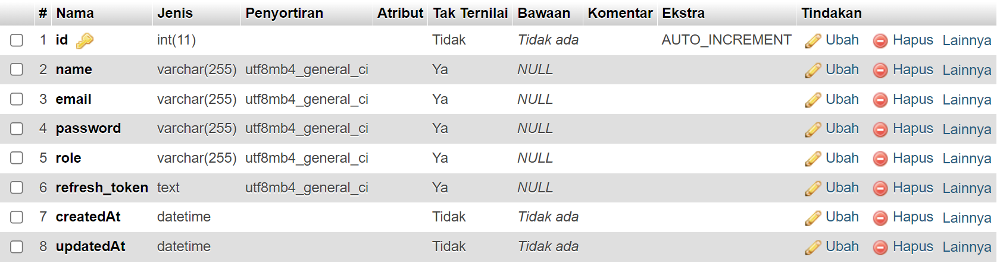 # Nama Jenis Penyortiran Atribut Tak Ternilai Bawaan Komentar Ekstra Tindakan
1 id int(11) Tidak Tidak ada AUTO_INCREMENT Ubah Hapus Lainnya
2 name varchar(255) utf8mb4_general_ci Ya NULL Ubah Hapus Lainnya
3 email varchar(255) utf8mb4_general_ci Ya NULL Ubah Hapus Lainnya
4 password varchar(255) utf8mb4_general_ci Ya NULL Ubah Hapus Lainnya
5 role varchar(255) utf8mb4_general_ci Ya NULL Ubah Hapus Lainnya
6 refresh_token text utf8mb4_general_ci Ya NULL Ubah Hapus Lainnya
7 createdAt datetime Tidak Tidak ada Ubah Hapus Lainnya
8 updatedAt datetime Tidak Tidak ada Ubah Hapus Lainnya